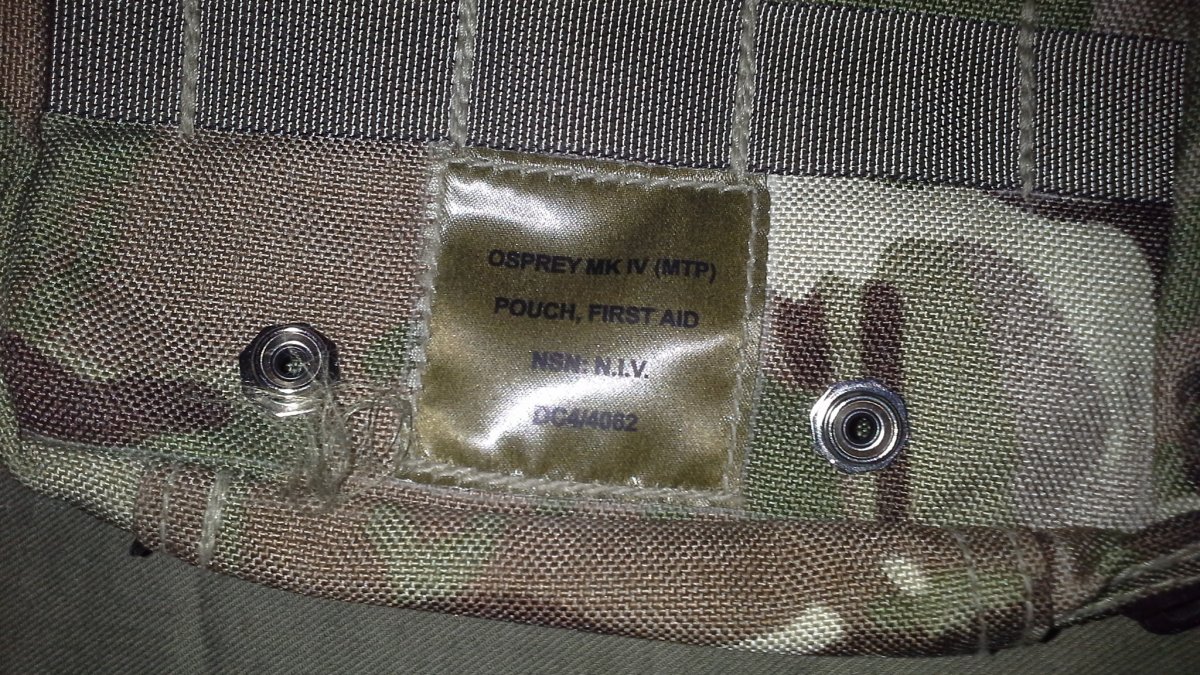 OSPREY MK IV (MTP)
POUCH, FIRST AID
NSN: N.I.V.
DC4/4062